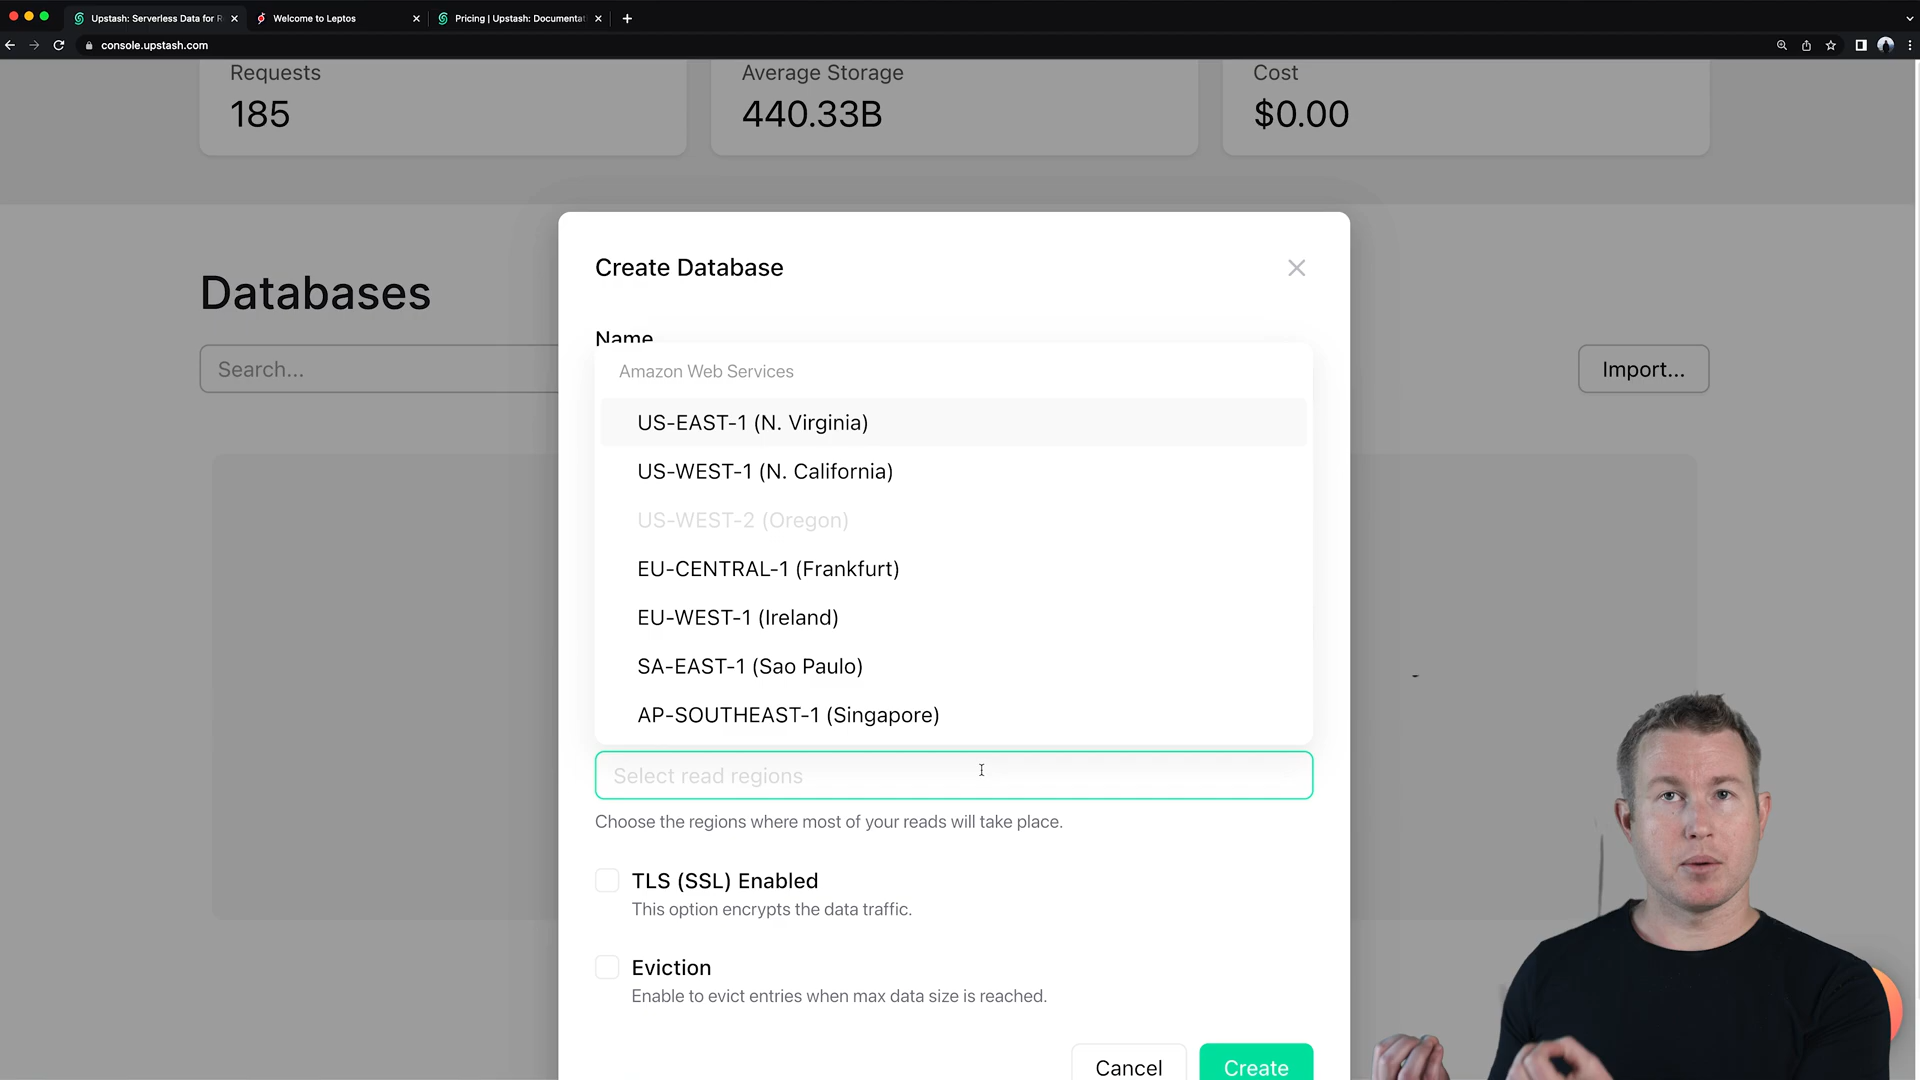 Upstash: Serverless Data for R
Welcome to Leptos
Pricing | Upstash: Documentat
console.upstash.com
Requests
185
Average Storage
440.33B
Cost
$0.00
Databases
Search...
Import...
Create Database
Name
Amazon Web Services
US-EAST-1 (N. Virginia)
US-WEST-1 (N. California)
US-WEST-2 (Oregon)
EU-CENTRAL-1 (Frankfurt)
EU-WEST-1 (Ireland)
SA-EAST-1 (Sao Paulo)
AP-SOUTHEAST-1 (Singapore)
Select read regions
Choose the regions where most of your reads will take place.
TLS (SSL) Enabled
This option encrypts the data traffic.
Eviction
Enable to evict entries when max data size is reached.
Cancel
Create